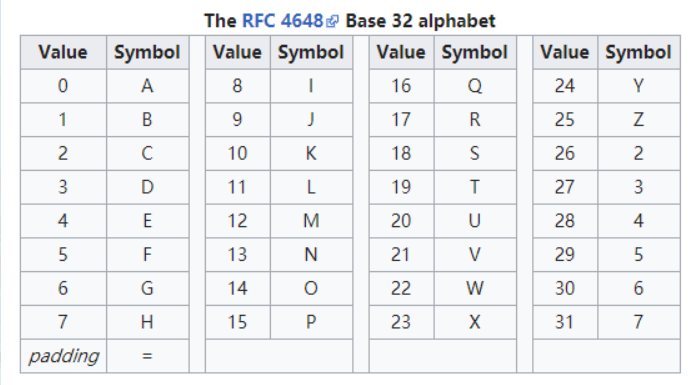 The RFC 4648 Base 32 alphabet
Value Symbol Value Symbol Value Symbol Value Symbol
0 A 8 I 16 Q 24 Y
1 B 9 J 17 R 25 Z
2 C 10 K 18 S 26 2
3 D 11 L 19 T 27 3
4 E 12 M 20 U 28 4
5 F 13 N 21 V 29 5
6 G 14 O 22 W 30 6
7 H 15 P 23 X 31 7
padding =